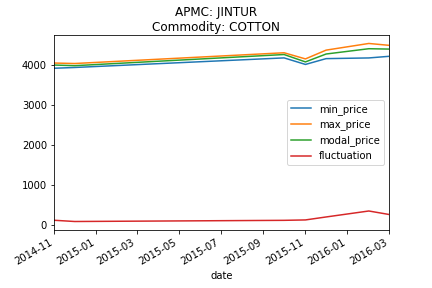 APMC: JINTUR
Commodity: COTTON
4000
3000
2000
1000
0
min_price
max_price
modal_price
fluctuation
2014-11
2015-01
2015-03
2015-05
2015-07
2015-09
2015-11
2016-01
2016-03
date